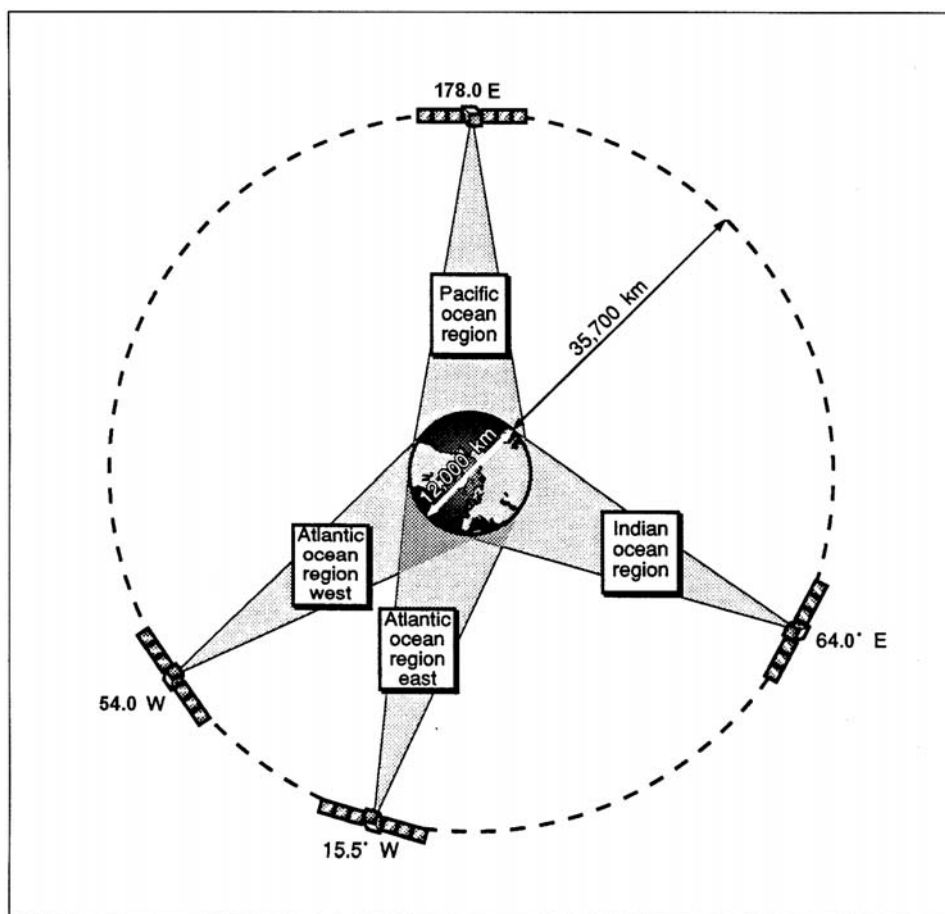 178.0 E
Pacific
ocean
region
35,700 km
12,000 km
Atlantic
ocean
region
west
Indian
ocean
region
Atlantic
ocean
region
east
64.0° E
54.0 W
15.5° W